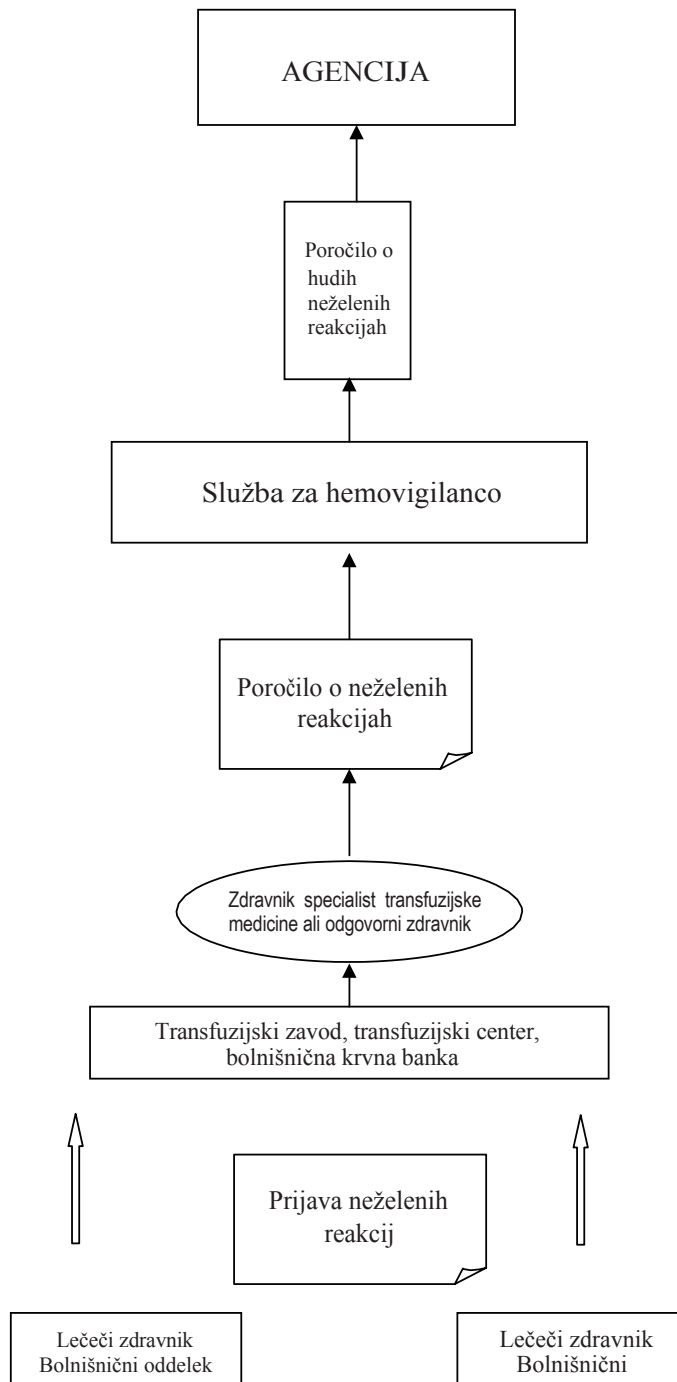 AGENCIJA
Poročilo o
hudih
neželenih
reakcijah
Služba za hemovigilanco
Poročilo o neželenih
reakcijah
Zdravnik specialist transfuzijske
medicine ali odgovorni zdravnik
Transfuzijski zavod, transfuzijski center,
bolnišnična krvna banka
Prijava neželenih
reakcij
Lečeči zdravnik
Bolnišnični oddelek
Lečeči zdravnik
Bolnišnični